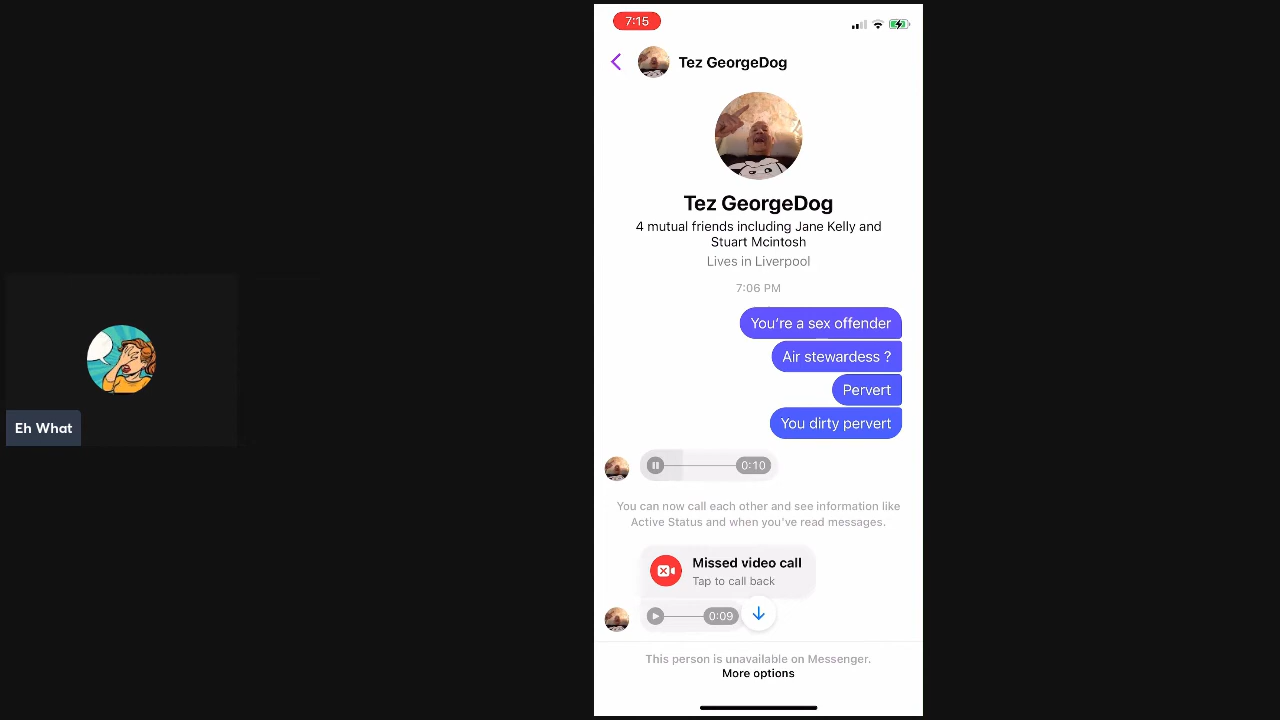 7:15
Tez GeorgeDog
Tez GeorgeDog
4 mutual friends including Jane Kelly and
Stuart Mcintosh
Lives in Liverpool
7:06 PM
You're a sex offender
Air stewardess ?
Pervert
You dirty pervert
0:10
You can now call each other and see information like
Active Status and when you've read messages.
Missed video call
Tap to call back
0:09
This person is unavailable on Messenger.
More options
Eh What